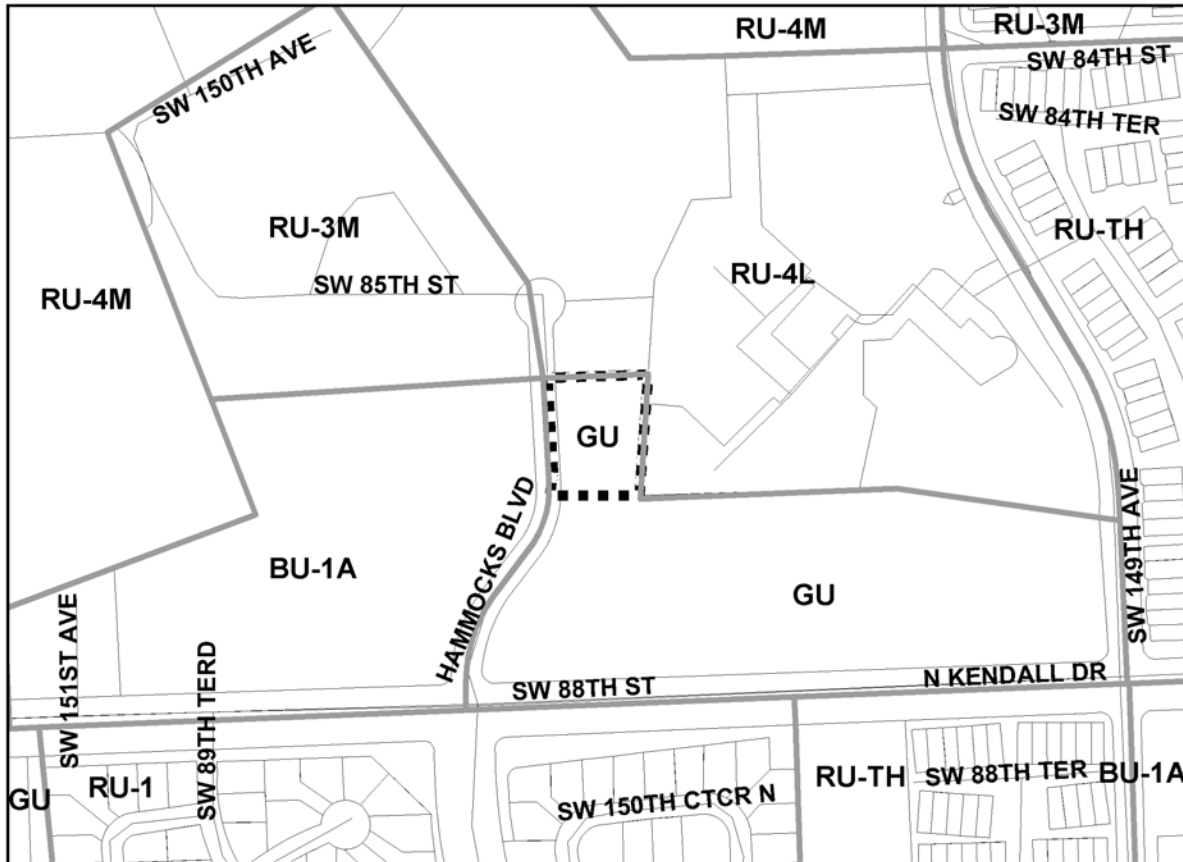 RU-4M
RU-3M
SW 84TH ST
SW 150TH AVE
SW 84TH TER
RU-3M
RU-TH
RU-4M
SW 85TH ST
RU-4L
GU
HAMMOCKS BLVD
BU-1A
GU
SW 149TH AVE
SW 151ST AVE
SW 89TH TERD
SW 88TH ST
N KENDALL DR
GU
RU-1
SW 150TH CTCR N
RU-TH
SW 88TH TER
BU-1A